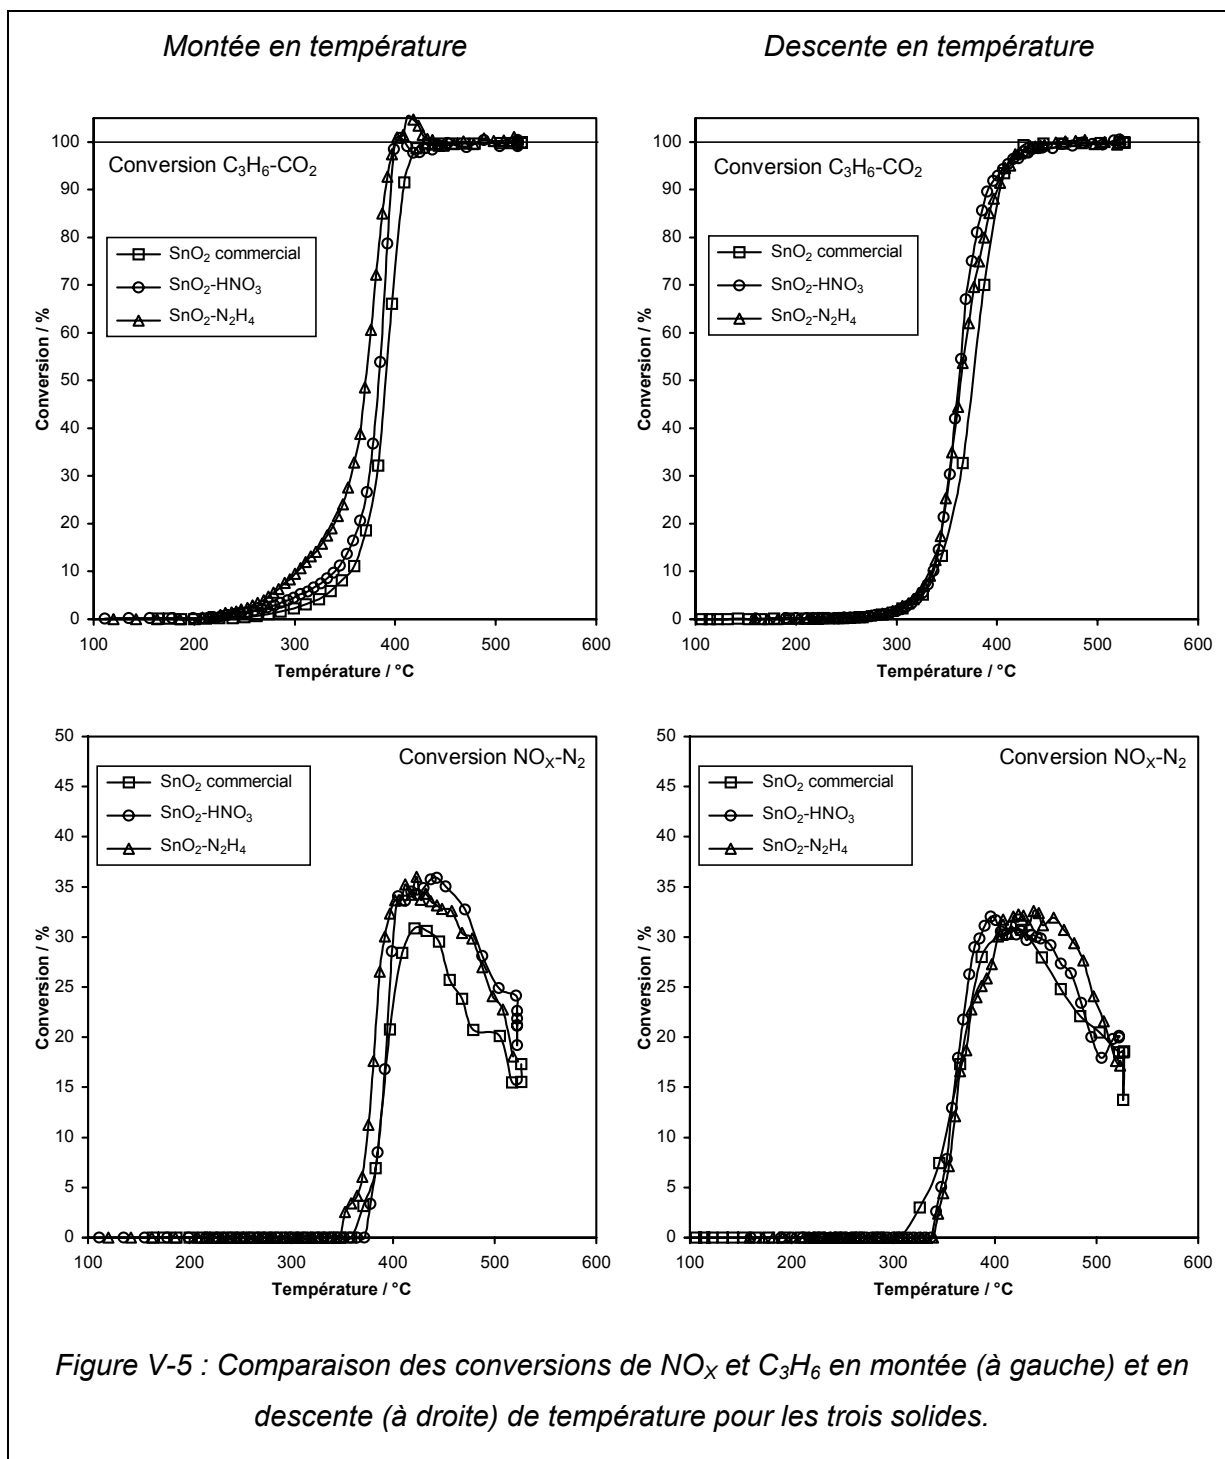 Montée en température
Descente en température
100
90
80
70
60
50
40
30
20
10
0
Conversion / %
Conversion C3H6-CO2
SnO2 commercial
SnO2-HNO3
SnO2-N2H4
100 200 300 400 500 600
Température / °C
100
90
80
70
60
50
40
30
20
10
0
Conversion / %
Conversion C3H6-CO2
SnO2 commercial
SnO2-HNO3
SnO2-N2H4
100 200 300 400 500 600
Température / °C
50
45
40
35
30
25
20
15
10
5
0
Conversion / %
Conversion NOX-N2
SnO2 commercial
SnO2-HNO3
SnO2-N2H4
100 200 300 400 500 600
Température / °C
50
45
40
35
30
25
20
15
10
5
0
Conversion / %
Conversion NOX-N2
SnO2 commercial
SnO2-HNO3
SnO2-N2H4
100 200 300 400 500 600
Température / °C
Figure V-5 : Comparaison des conversions de NOX et C3H6 en montée (à gauche) et en
descente (à droite) de température pour les trois solides.